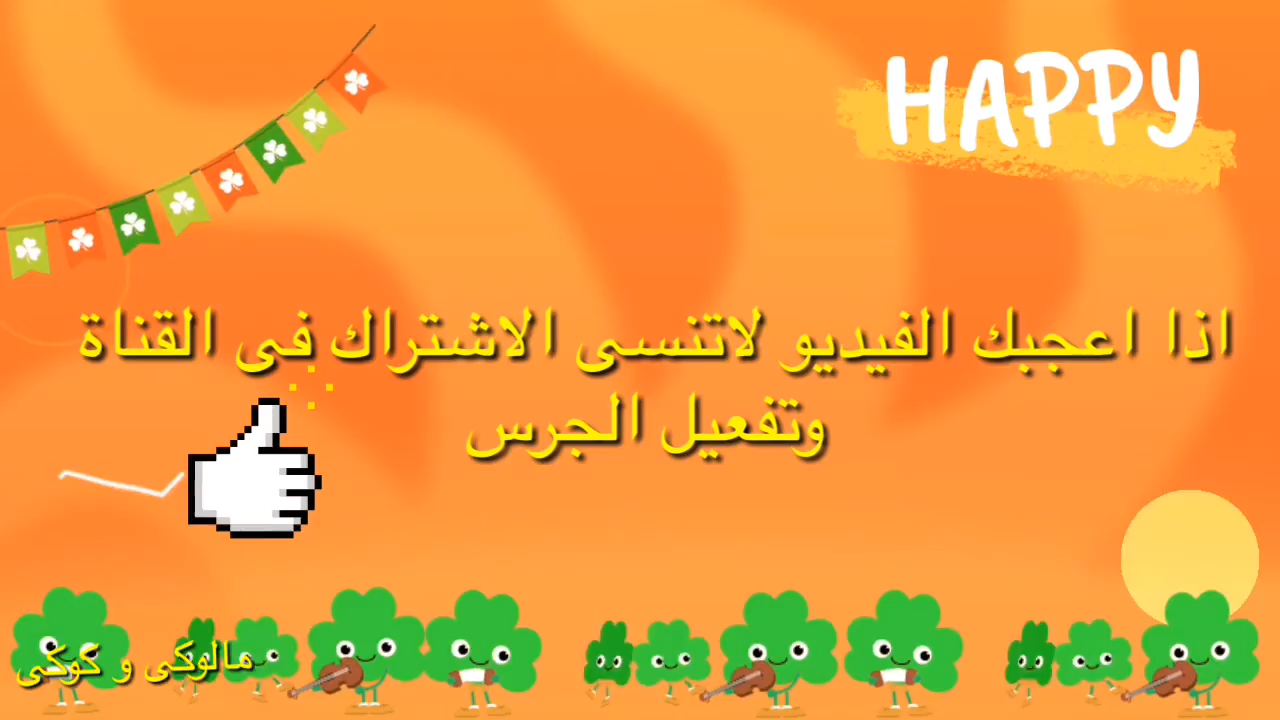 HAPPY
اذا اعجبك الفيديو لاتنسى الاشتراك فى القناة
وتفعيل الجرس
مالوكى و كوكى